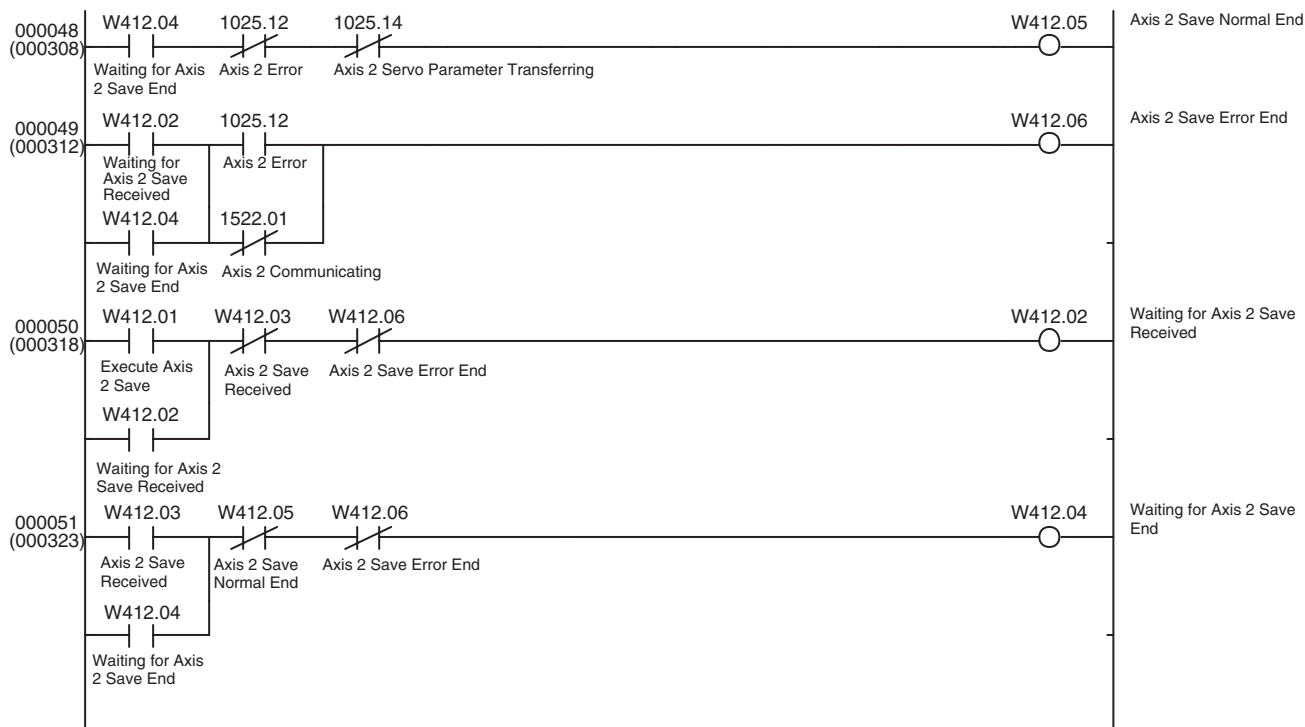 W412.04 1025.12 1025.14 W412.05 Axis 2 Save Normal End
000048
(000308)
Waiting for Axis Axis 2 Error Axis 2 Servo Parameter Transferring
2 Save End
W412.02 1025.12 W412.06 Axis 2 Save Error End
000049
(000312)
Waiting for Axis 2 Error
Axis 2 Save
Received
W412.04 1522.01
Waiting for Axis Axis 2 Communicating
2 Save End
W412.01 W412.03 W412.06 W412.02 Waiting for Axis 2 Save
Received
000050
(000318)
Execute Axis Axis 2 Save Axis 2 Save Error End
2 Save Received
W412.02
Waiting for Axis 2
Save Received
W412.03 W412.05 W412.06 W412.04 Waiting for Axis 2 Save
End
000051
(000323)
Axis 2 Save Axis 2 Save Axis 2 Save Error End
Received Normal End
W412.04
Waiting for Axis
2 Save End